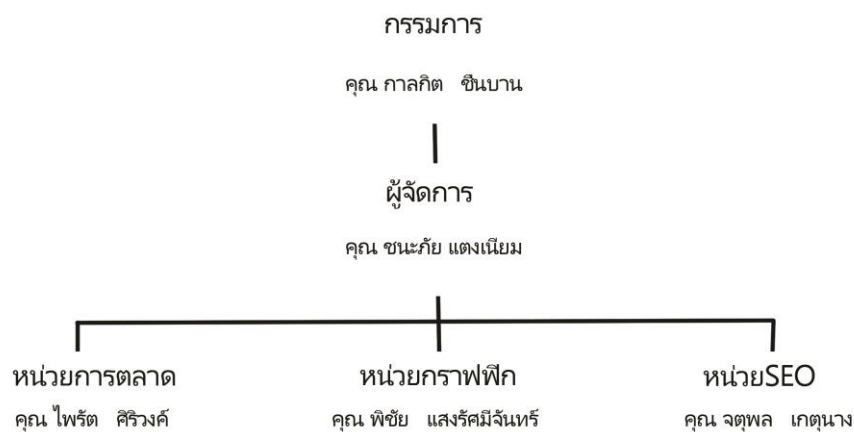 กรรมการ
คุณ กาลกิต ชืนบาน
ผู้จัดการ
คุณ ชนะภัย แตงเนียม
หน่วยการตลาด หน่วยกราฟฟิก หน่วยSEO
คุณ ไพรัต ศิริวงค์ คุณ พิชัย แสงรัศมีจันทร์ คุณ จตุพล เกตุนาง